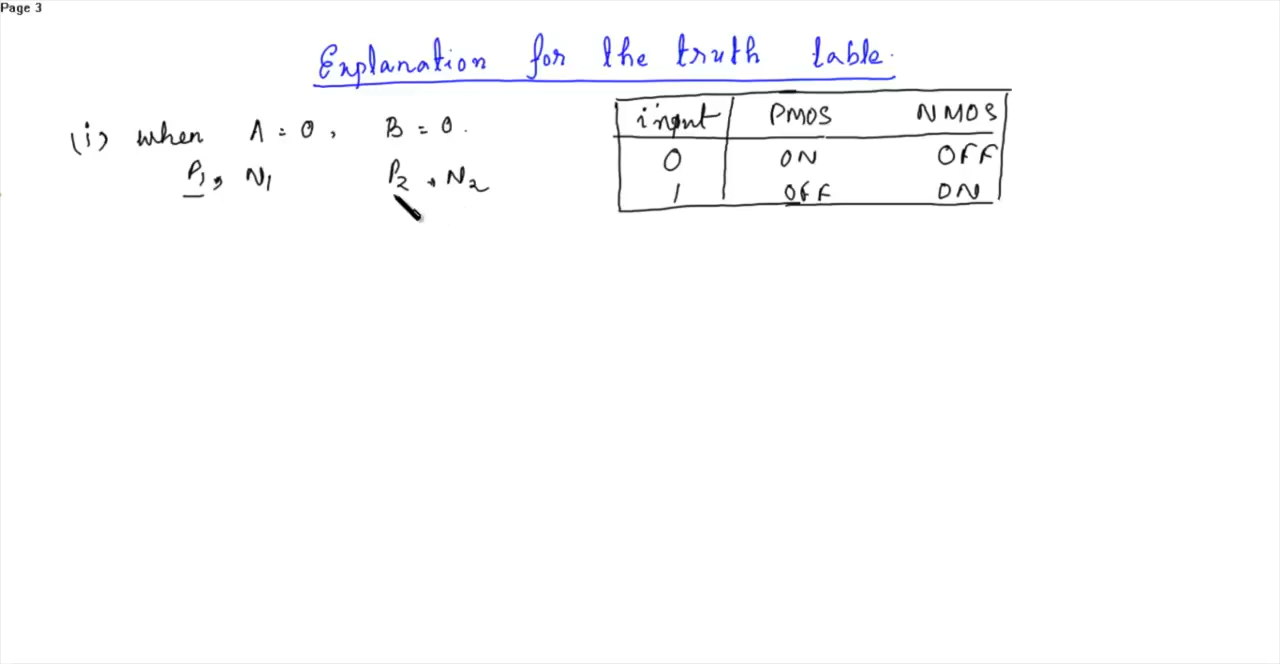 Page 3
Explanation for the truth table.
(i) when A = 0, B = 0.
P1, N1 P2, N2
input PMOS NMOS
0 ON OFF
1 OFF ON